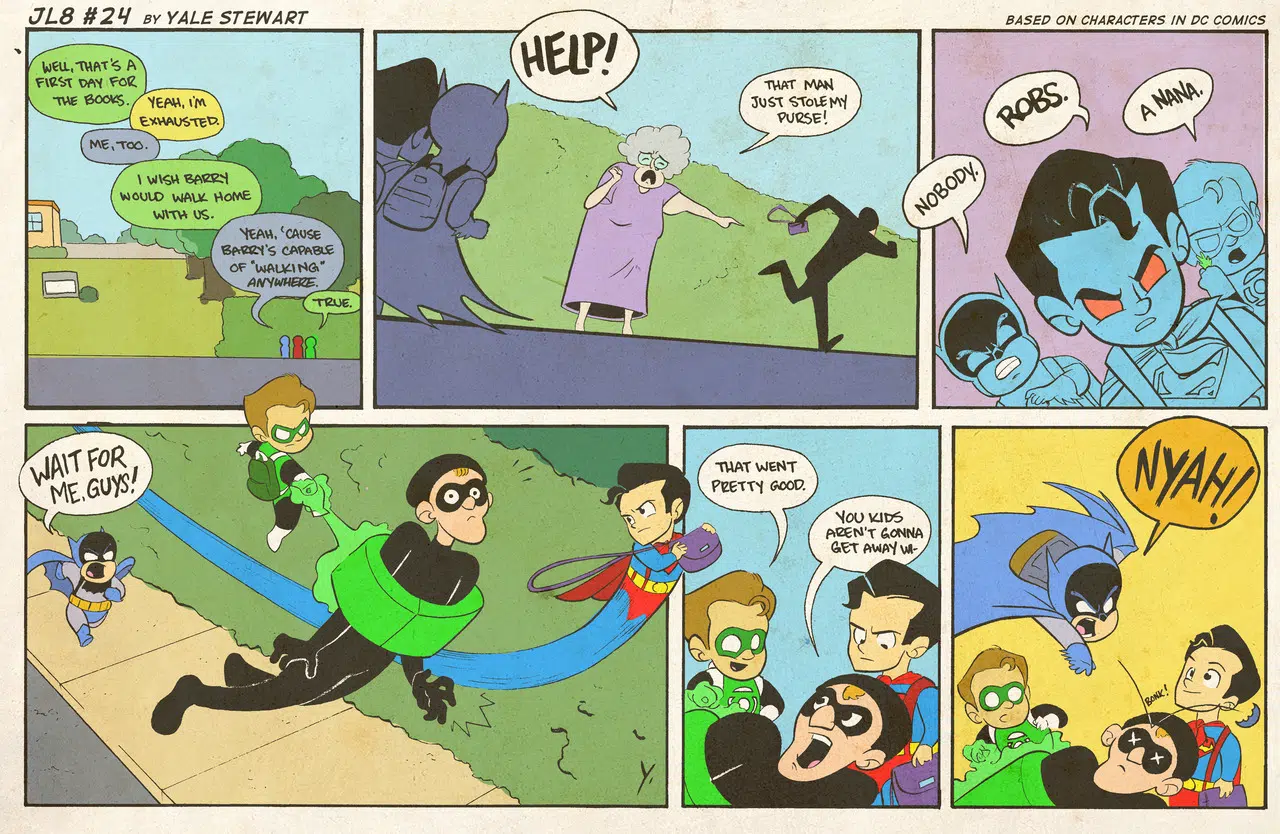 JL8 #24 BY YALE STEWART
BASED ON CHARACTERS IN DC COMICS
WELL, THAT'S A
FIRST DAY FOR
THE BOOKS.
YEAH, I'M
EXHAUSTED.
ME, TOO.
I WISH BARRY
WOULD WALK HOME
WITH US.
YEAH, 'CAUSE
BARRY'S CAPABLE
OF "WALKING"
ANYWHERE.
TRUE.
HELP!
THAT MAN
JUST STOLE MY
PURSE!
NOBODY.
ROBS.
A NANA.
WAIT FOR
ME, GUYS!
Y.
THAT WENT
PRETTY GOOD.
YOU KIDS
AREN'T GONNA
GET AWAY WI-
NYAH!
BONK!